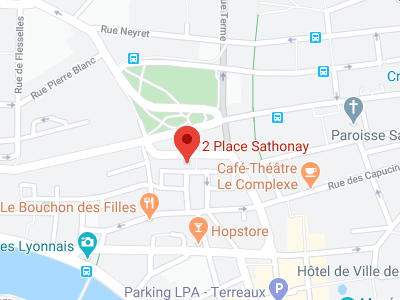 Rue Neyret
Rue Terme
Rue de Flesselles
Rue Pierre Blanc
Cr
Paroisse Sa
2 Place Sathonay
Café-Théâtre
Le Complexe
Rue des Capucin
Le Bouchon des Filles
Hopstore
es Lyonnais
Hôtel de Ville de
Parking LPA - Terreaux